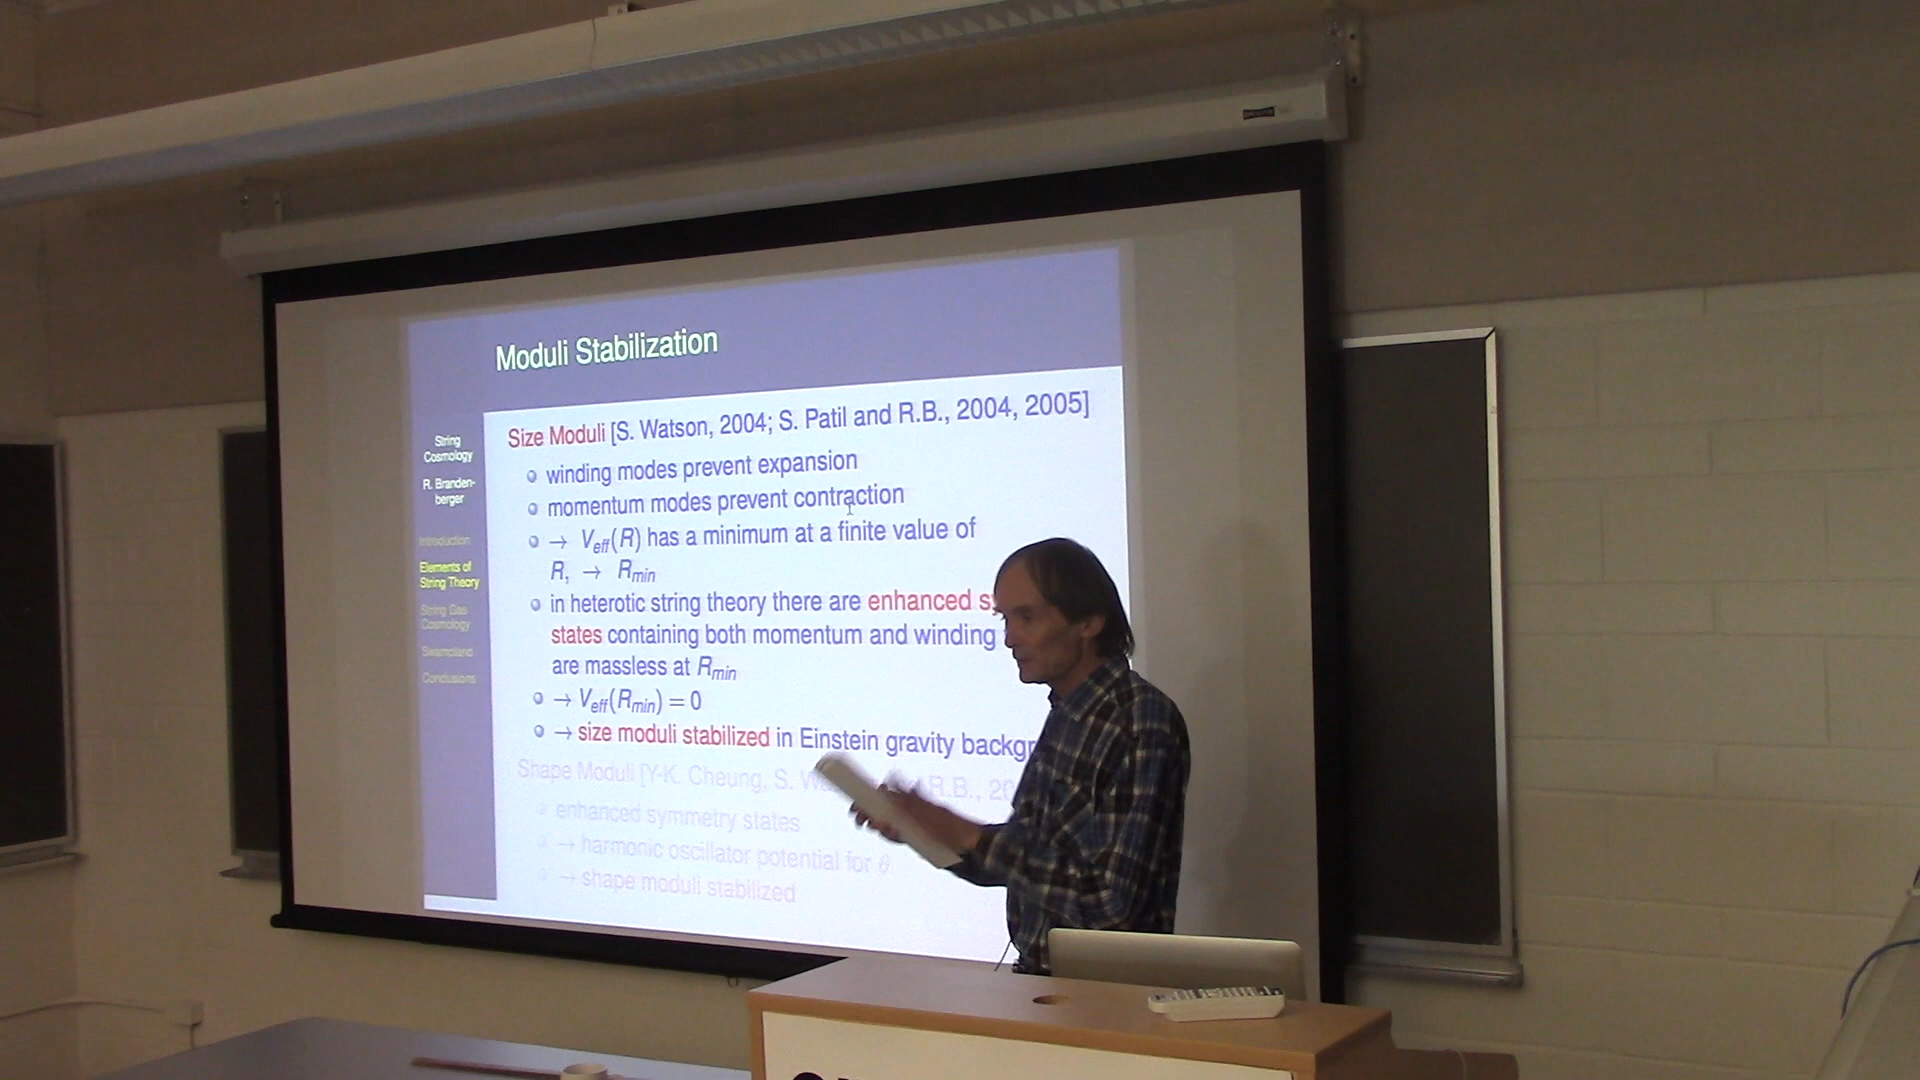 Moduli Stabilization
String
Cosmology
R. Branden-
berger
Introduction
Elements of
String Theory
String Gas
Cosmology
Swampland
Conclusions
Size Moduli [S. Watson, 2004; S. Patil and R.B., 2004, 2005]
winding modes prevent expansion
momentum modes prevent contraction
→ V_eff(R) has a minimum at a finite value of
R, → R_min
in heterotic string theory there are enhanced
states containing both momentum and winding
are massless at R_min
→ V_eff(R_min) = 0
→ size moduli stabilized in Einstein gravity
Shape Moduli [Y-K. Cheung, S. R.B.,
enhanced symmetry states
→ harmonic oscillator potential for θ
→ shape moduli stabilized